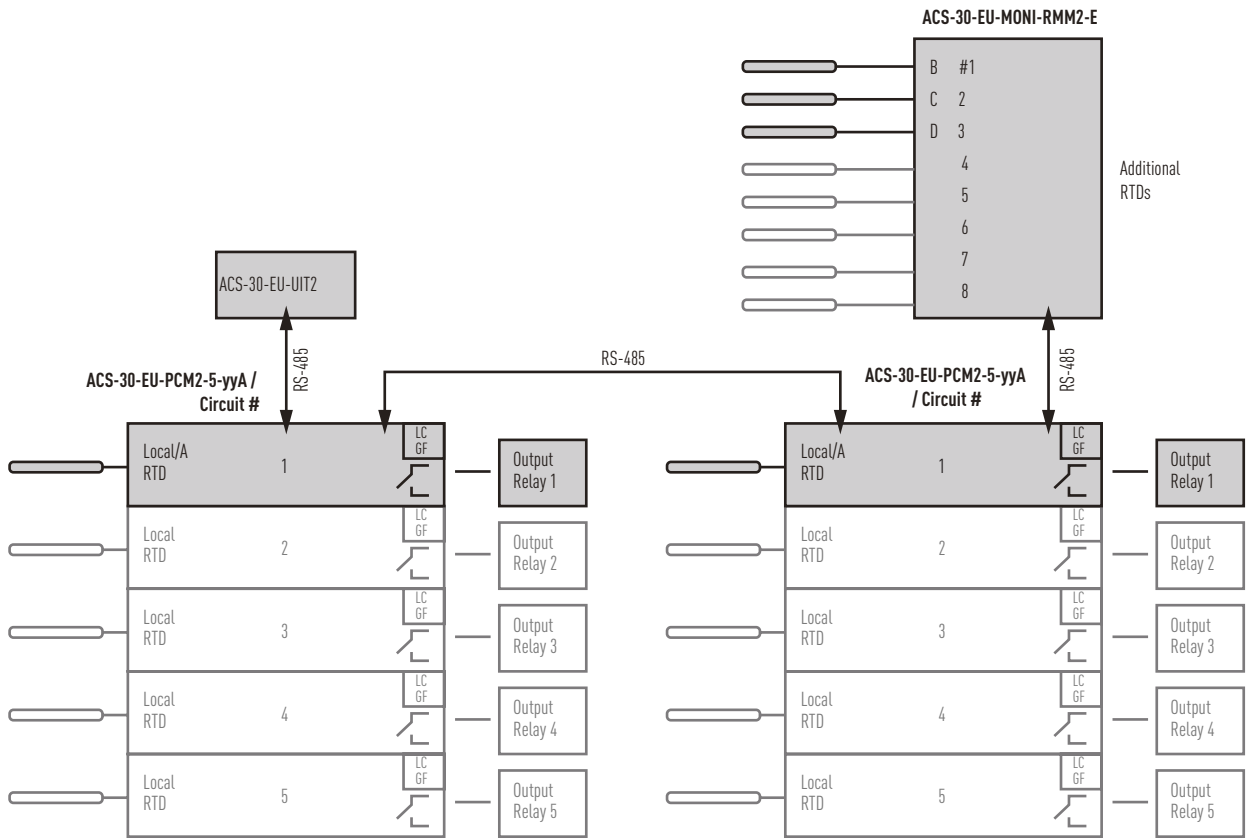 ACS-30-EU-MONI-RMM2-E
B #1
C 2
D 3
4
5
6
7
8
Additional
RTDs
ACS-30-EU-UIT2
RS-485
RS-485
RS-485
ACS-30-EU-PCM2-5-yyA /
Circuit #
ACS-30-EU-PCM2-5-yyA
/ Circuit #
Local/A
RTD
1
LC
GF
Output
Relay 1
Local
RTD
2
LC
GF
Output
Relay 2
Local
RTD
3
LC
GF
Output
Relay 3
Local
RTD
4
LC
GF
Output
Relay 4
Local
RTD
5
LC
GF
Output
Relay 5
Local/A
RTD
1
LC
GF
Output
Relay 1
Local
RTD
2
LC
GF
Output
Relay 2
Local
RTD
3
LC
GF
Output
Relay 3
Local
RTD
4
LC
GF
Output
Relay 4
Local
RTD
5
LC
GF
Output
Relay 5